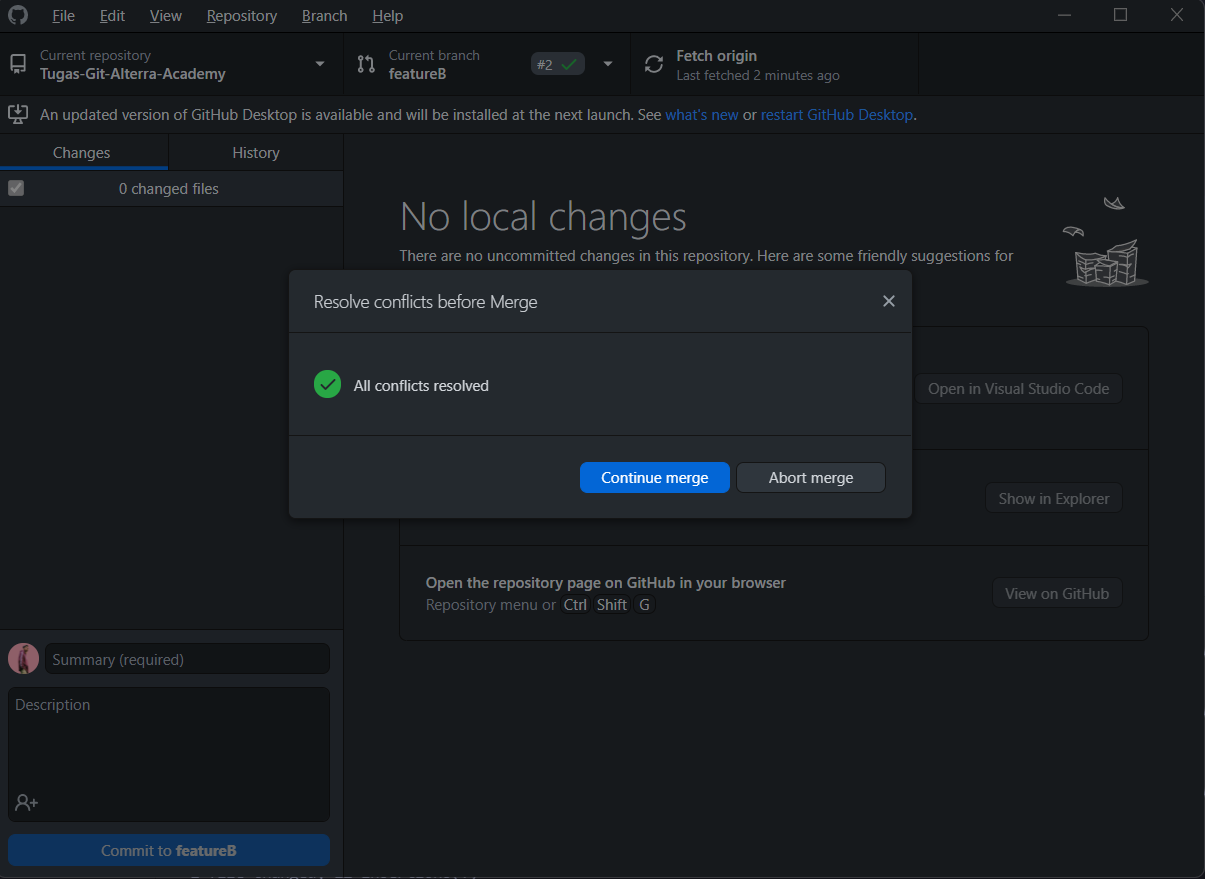 File Edit View Repository Branch Help
Current repository
Tugas-Git-Alterra-Academy
Current branch
featureB
#2
Fetch origin
Last fetched 2 minutes ago
An updated version of GitHub Desktop is available and will be installed at the next launch. See what's new or restart GitHub Desktop.
Changes History
0 changed files
No local changes
There are no uncommitted changes in this repository. Here are some friendly suggestions for
Resolve conflicts before Merge
All conflicts resolved
Open in Visual Studio Code
Continue merge Abort merge
Show in Explorer
Open the repository page on GitHub in your browser
Repository menu or Ctrl Shift G
View on GitHub
Summary (required)
Description
Commit to featureB